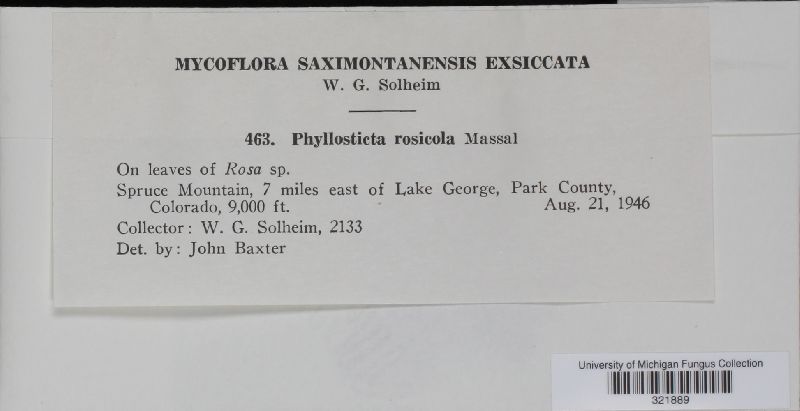 MYCOFLORA SAXIMONTANENSIS EXSICCATA
W. G. Solheim
463. Phyllosticta rosicola Massal
On leaves of Rosa sp.
Spruce Mountain, 7 miles east of Lake George, Park County,
Colorado, 9,000 ft. Aug. 21, 1946
Collector: W. G. Solheim, 2133
Det. by: John Baxter
University of Michigan Fungus Collection
321889